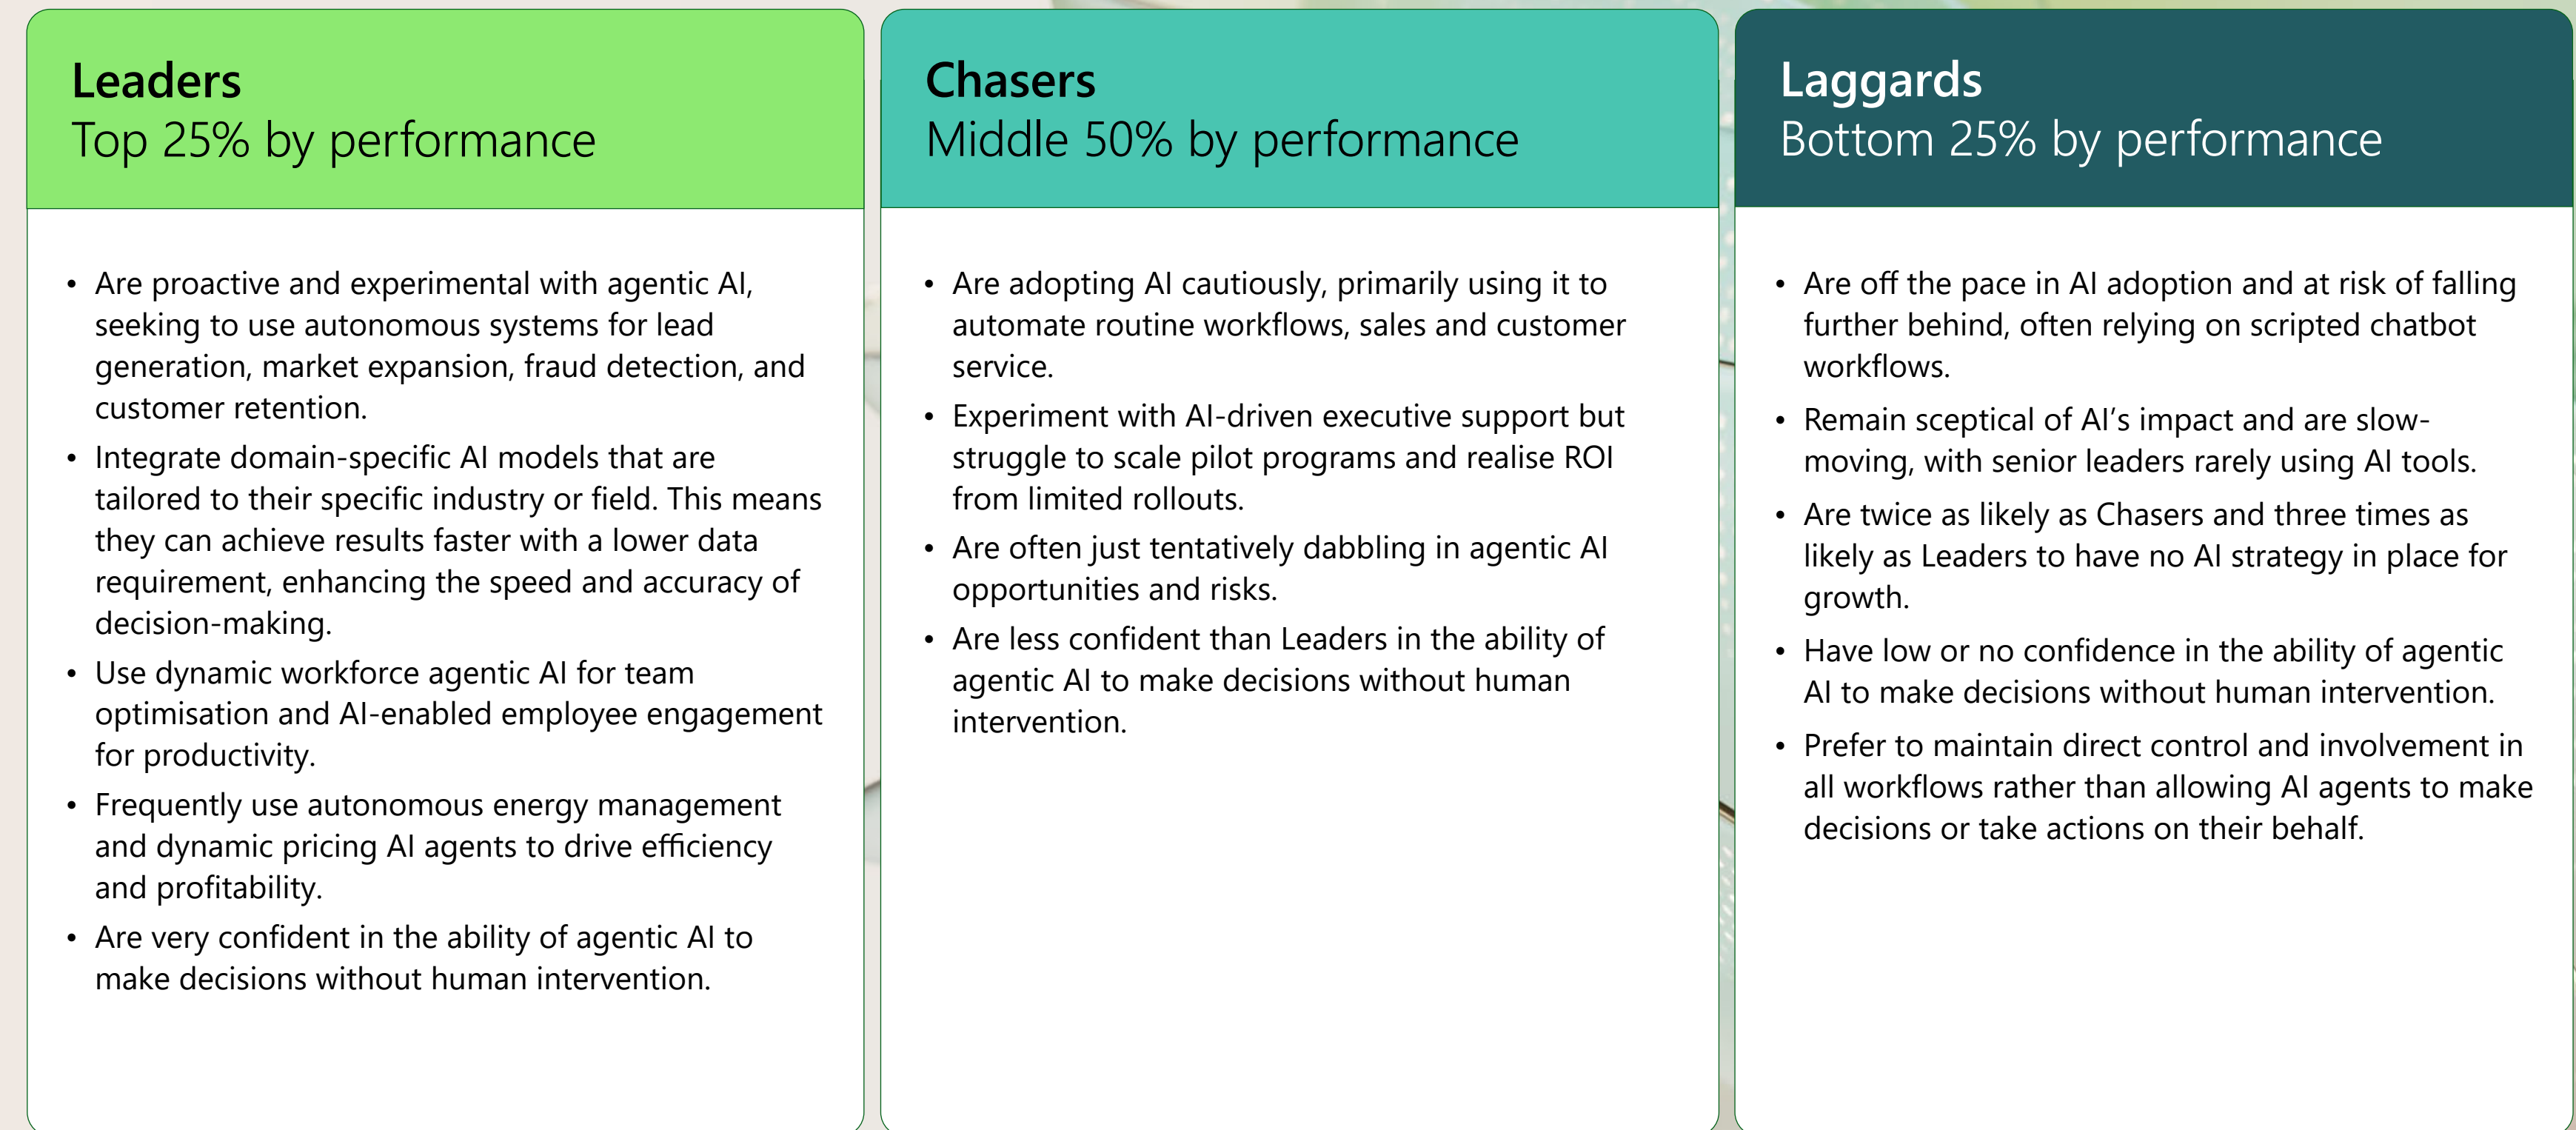 Leaders
Top 25% by performance
• Are proactive and experimental with agentic AI,
seeking to use autonomous systems for lead
generation, market expansion, fraud detection, and
customer retention.
• Integrate domain-specific AI models that are
tailored to their specific industry or field. This means
they can achieve results faster with a lower data
requirement, enhancing the speed and accuracy of
decision-making.
• Use dynamic workforce agentic AI for team
optimisation and AI-enabled employee engagement
for productivity.
• Frequently use autonomous energy management
and dynamic pricing AI agents to drive efficiency
and profitability.
• Are very confident in the ability of agentic AI to
make decisions without human intervention.
Chasers
Middle 50% by performance
• Are adopting AI cautiously, primarily using it to
automate routine workflows, sales and customer
service.
• Experiment with AI-driven executive support but
struggle to scale pilot programs and realise ROI
from limited rollouts.
• Are often just tentatively dabbling in agentic AI
opportunities and risks.
• Are less confident than Leaders in the ability of
agentic AI to make decisions without human
intervention.
Laggards
Bottom 25% by performance
• Are off the pace in AI adoption and at risk of falling
further behind, often relying on scripted chatbot
workflows.
• Remain sceptical of AI’s impact and are slow-
moving, with senior leaders rarely using AI tools.
• Are twice as likely as Chasers and three times as
likely as Leaders to have no AI strategy in place for
growth.
• Have low or no confidence in the ability of agentic
AI to make decisions without human intervention.
• Prefer to maintain direct control and involvement in
all workflows rather than allowing AI agents to make
decisions or take actions on their behalf.